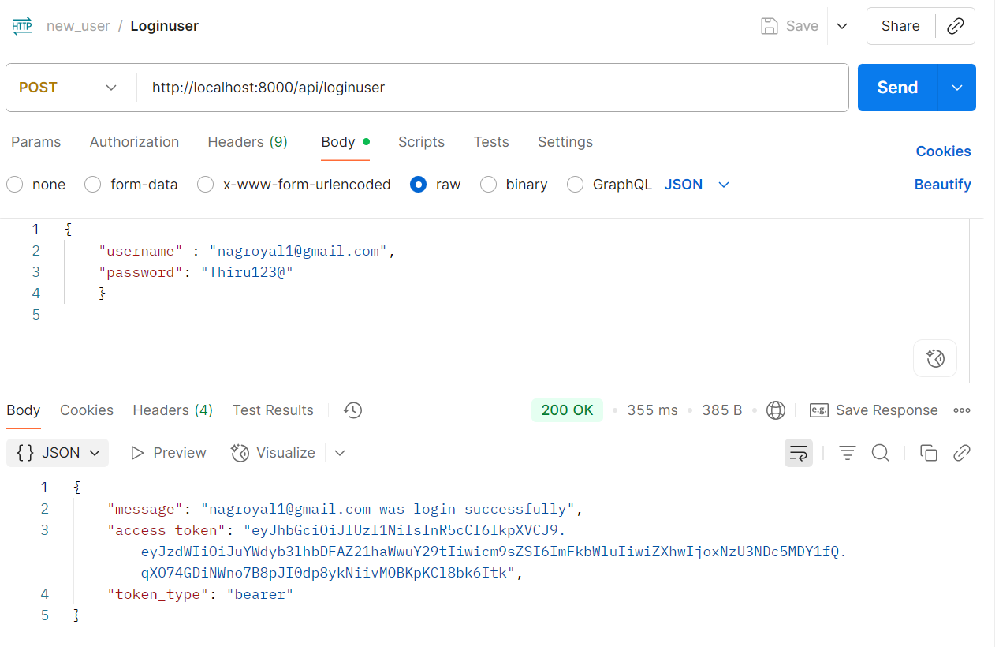 HTTP new_user / Loginuser Save Share
POST http://localhost:8000/api/loginuser Send
Params Authorization Headers (9) Body Scripts Tests Settings Cookies
none form-data x-www-form-urlencoded raw binary GraphQL JSON Beautify
1 {
2 "username" : "nagroyal1@gmail.com",
3 "password": "Thiru123@"
4 }
5
Body Cookies Headers (4) Test Results 200 OK 355 ms 385 B e.g. Save Response
{} JSON Preview Visualize
1 {
2 "message": "nagroyal1@gmail.com was login successfully",
3 "access_token": "eyJhbGciOiJIUzI1NiIsInR5cCI6IkpXVCJ9.
eyJzdWIiOiJuYWdyb3lhbDFAZ21haWwuY29tIiwicm9sZSI6ImFkbWluIiwiZXhwIjoxNzU3NDc5MDY1fQ.
qXO74GDiNWno7B8pJI0dp8ykNiivMOBKpKCl8bk6Itk",
4 "token_type": "bearer"
5 }